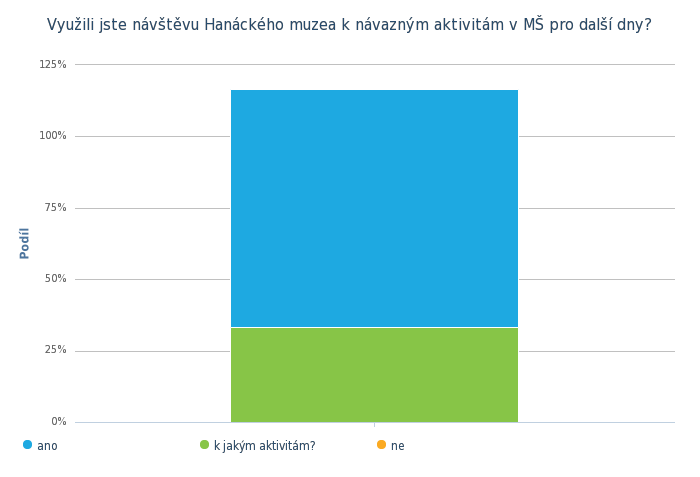 Využili jste návštěvu Hanáckého muzea k návazným aktivitám v MŠ pro další dny?
125%
100%
75%
50%
25%
0%
Podíl
ano
k jakým aktivitám?
ne